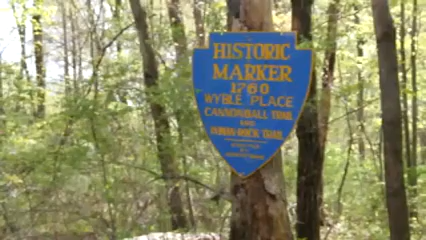 HISTORIC
MARKER
1760
WYBLE PLACE
CANNONBALL TRAIL
AND
INDIAN ROCK TRAIL